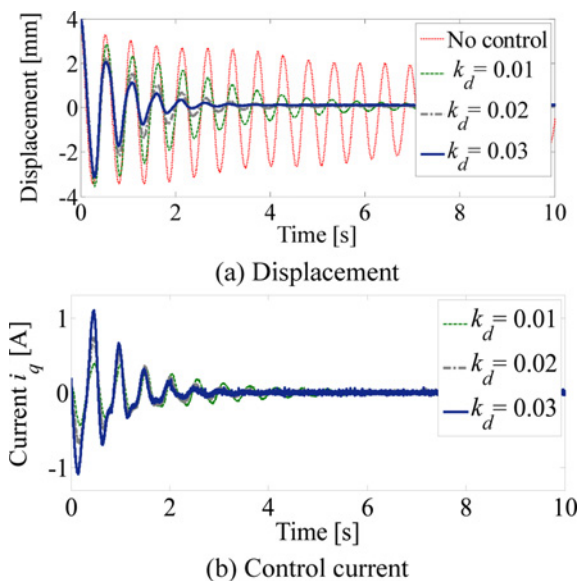 4
2
0
-2
-4
Displacement [mm]
No control
k_d = 0.01
k_d = 0.02
k_d = 0.03
0 2 4 6 8 10
Time [s]
(a) Displacement
1
0
-1
Current i_q [A]
k_d = 0.01
k_d = 0.02
k_d = 0.03
0 2 4 6 8 10
Time [s]
(b) Control current